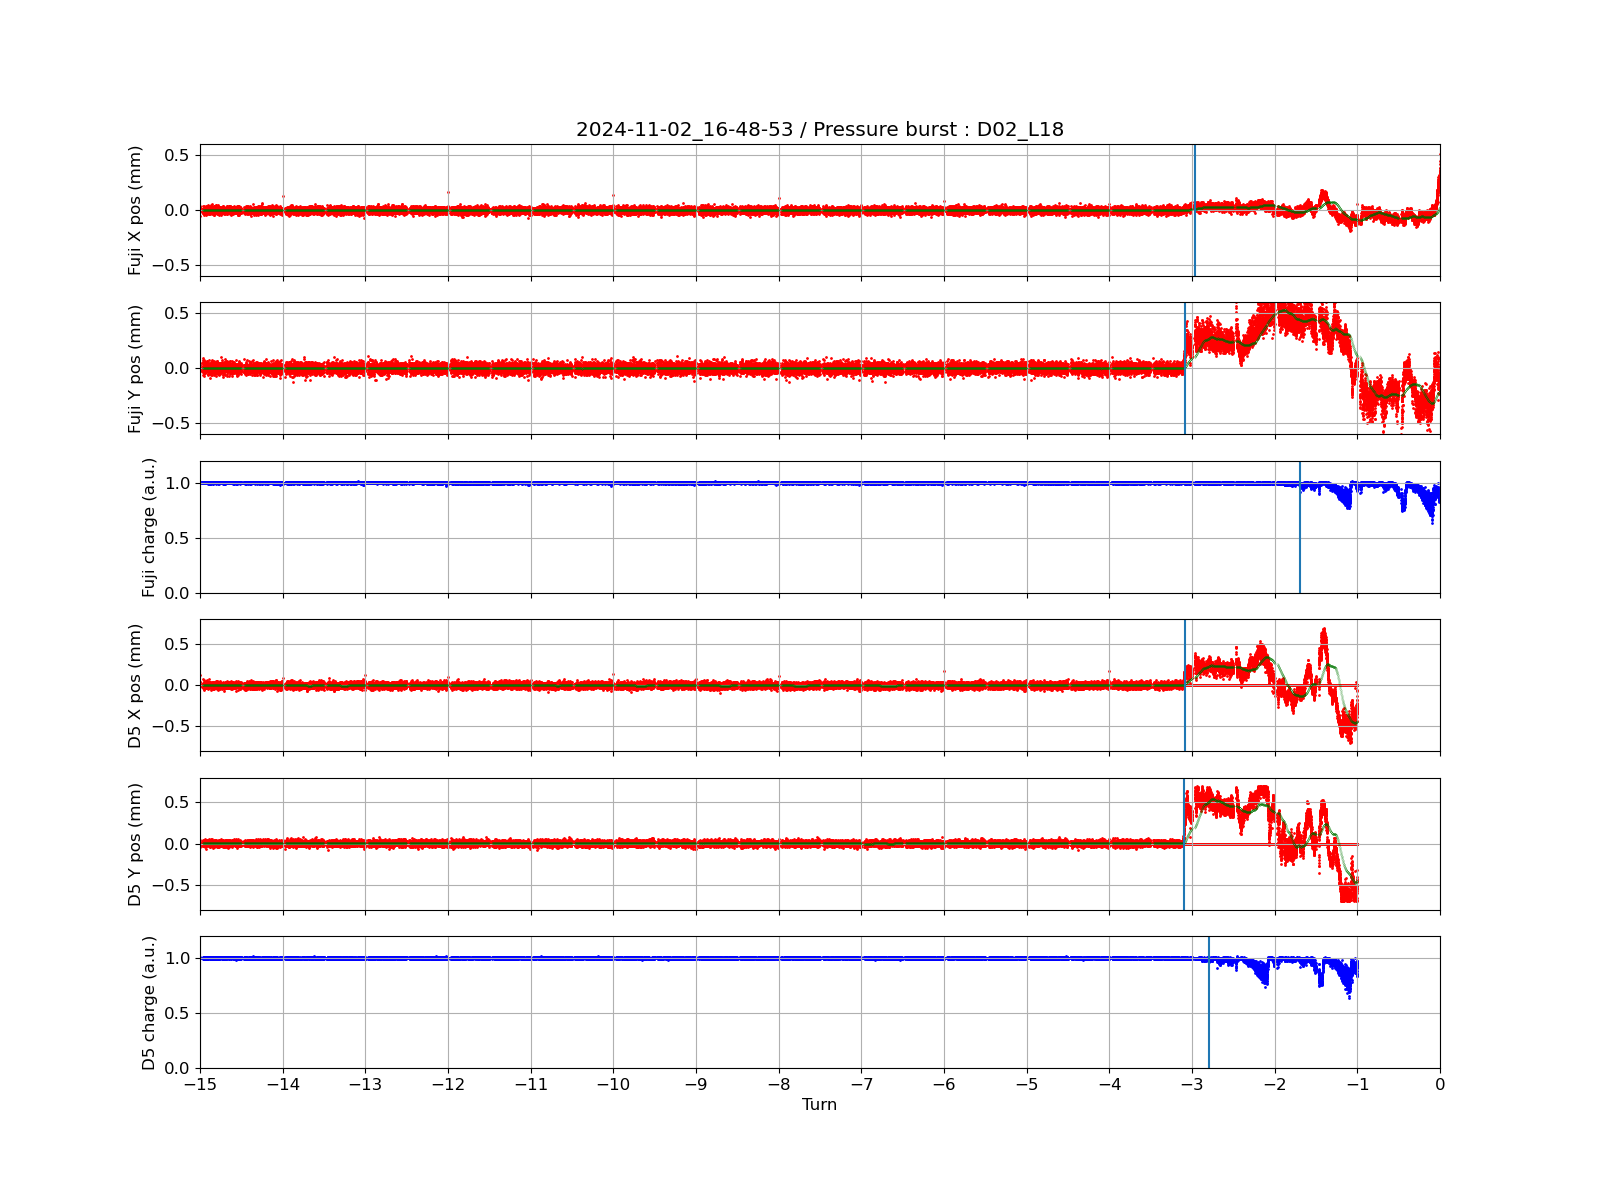 2024-11-02_16-48-53 / Pressure burst : D02_L18
Fuji X pos (mm)
0.5
0.0
−0.5
Fuji Y pos (mm)
0.5
0.0
−0.5
Fuji charge (a.u.)
1.0
0.5
0.0
D5 X pos (mm)
0.5
0.0
−0.5
D5 Y pos (mm)
0.5
0.0
−0.5
D5 charge (a.u.)
1.0
0.5
0.0
−15 −14 −13 −12 −11 −10 −9 −8 −7 −6 −5 −4 −3 −2 −1 0
Turn